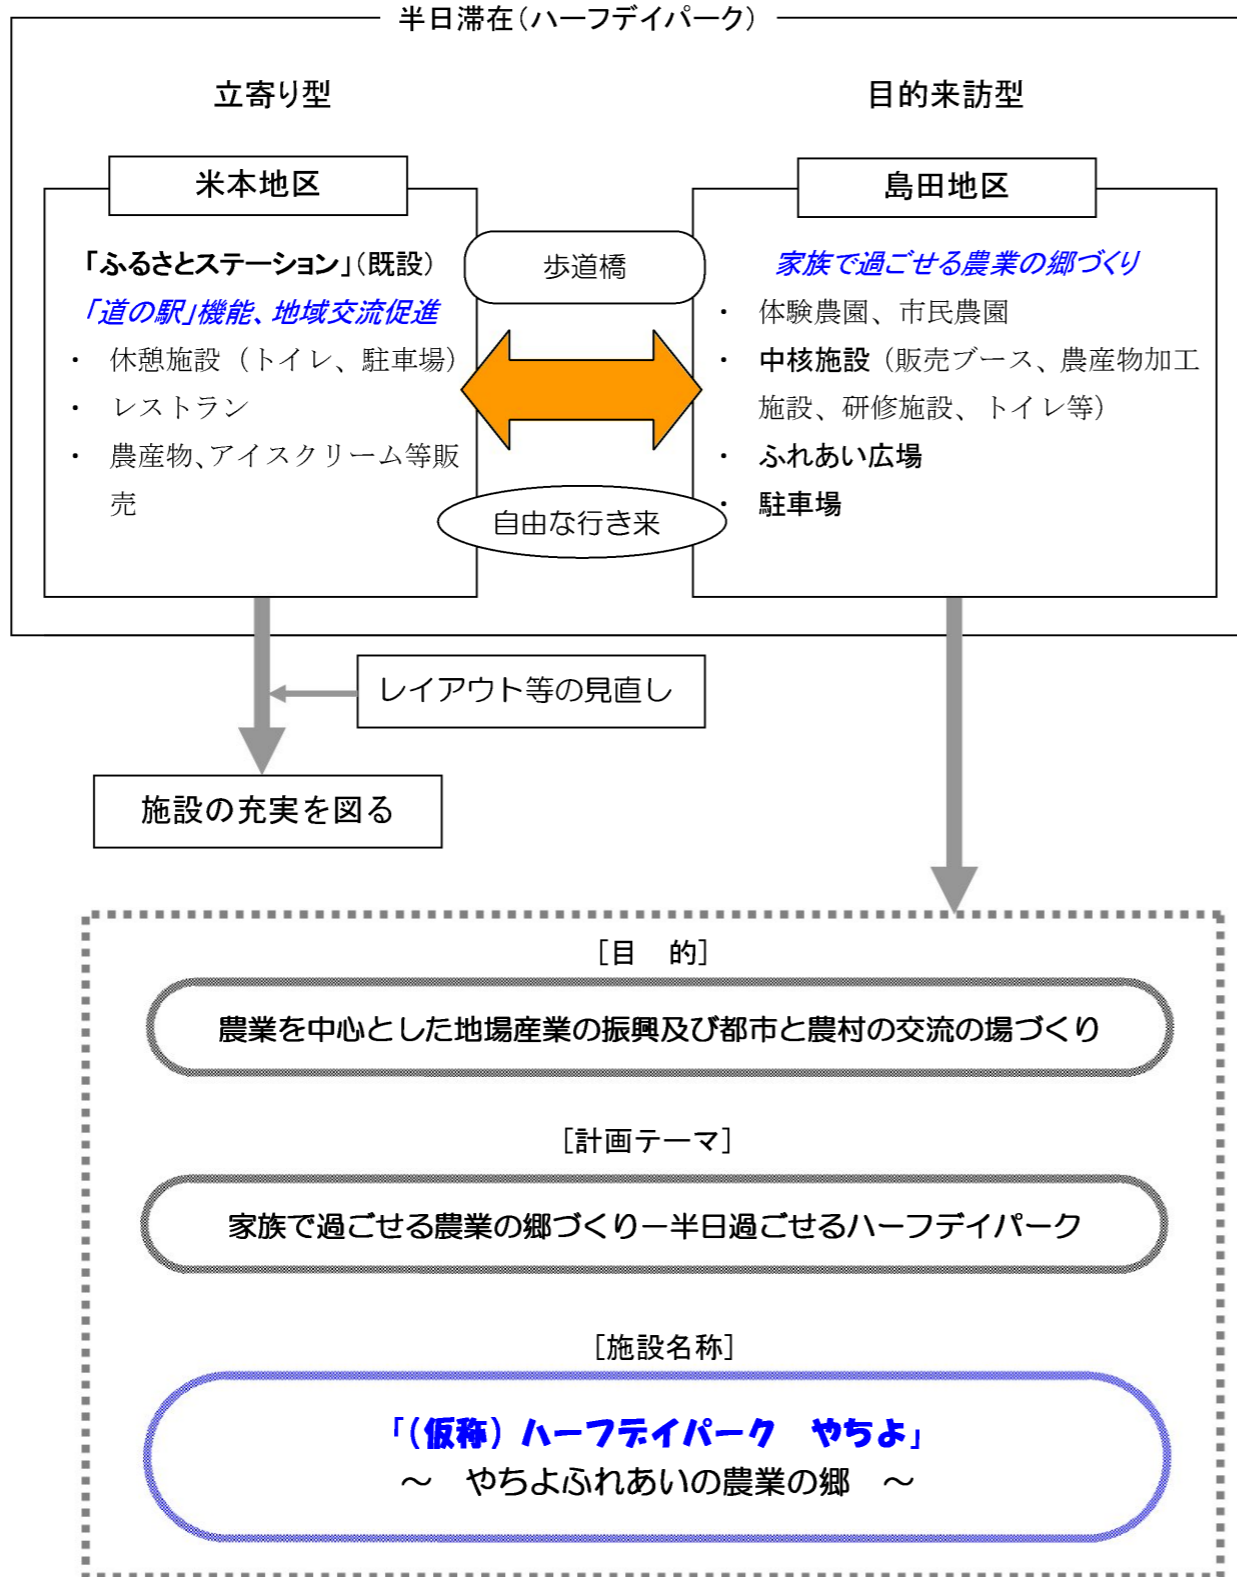 半日滞在（ハーフデイパーク）
立寄り型
目的来訪型
米本地区
「ふるさとステーション」（既設）
「道の駅」機能、地域交流促進
・ 休憩施設（トイレ、駐車場）
・ レストラン
・ 農産物、アイスクリーム等販
売
歩道橋
自由な行き来
島田地区
家族で過ごせる農業の郷づくり
・ 体験農園、市民農園
・ 中核施設（販売ブース、農産物加工
施設、研修施設、トイレ等）
・ ふれあい広場
・ 駐車場
レイアウト等の見直し
施設の充実を図る
［目　的］
農業を中心とした地場産業の振興及び都市と農村の交流の場づくり
［計画テーマ］
家族で過ごせる農業の郷づくり－半日過ごせるハーフデイパーク
［施設名称］
「（仮称）ハーフデイパーク　やちよ」
～　やちよふれあいの農業の郷　～